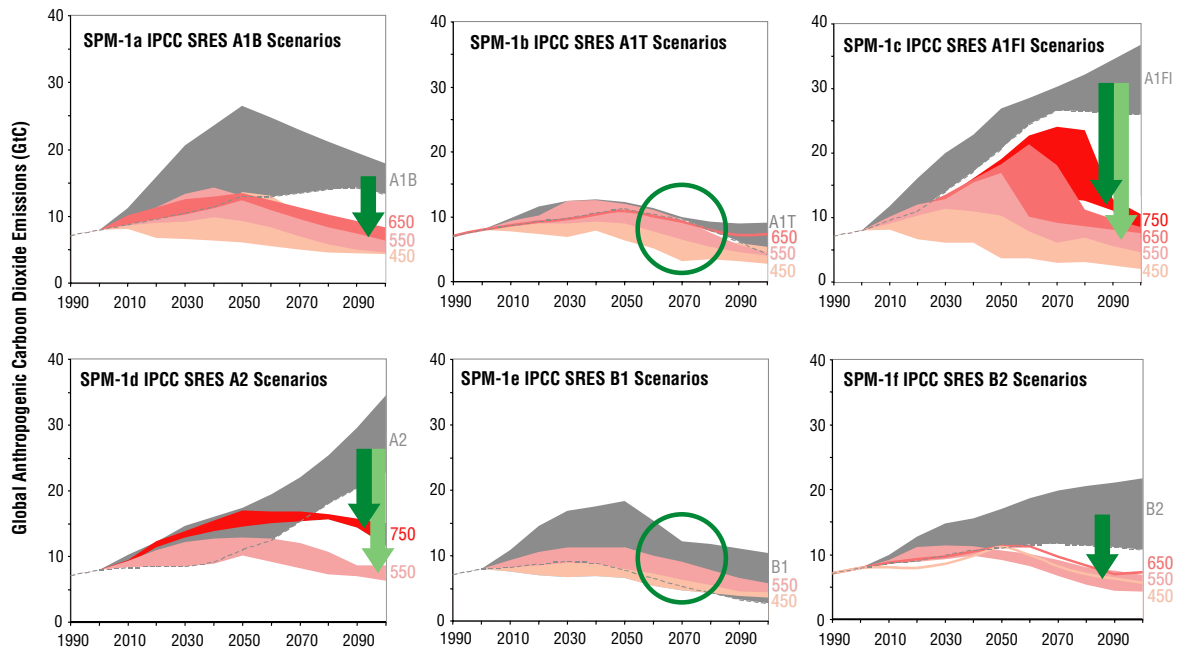 Global Anthropogenic Carboon Dioxide Emissions (GtC)
SPM-1a IPCC SRES A1B Scenarios
40
30
20
10
0
A1B
650
550
450
1990 2010 2030 2050 2070 2090
SPM-1b IPCC SRES A1T Scenarios
40
30
20
10
0
A1T
650
550
450
1990 2010 2030 2050 2070 2090
SPM-1c IPCC SRES A1FI Scenarios
40
30
20
10
0
A1FI
750
650
550
450
1990 2010 2030 2050 2070 2090
SPM-1d IPCC SRES A2 Scenarios
40
30
20
10
0
A2
750
550
1990 2010 2030 2050 2070 2090
SPM-1e IPCC SRES B1 Scenarios
40
30
20
10
0
B1
550
450
1990 2010 2030 2050 2070 2090
SPM-1f IPCC SRES B2 Scenarios
40
30
20
10
0
B2
650
550
450
1990 2010 2030 2050 2070 2090